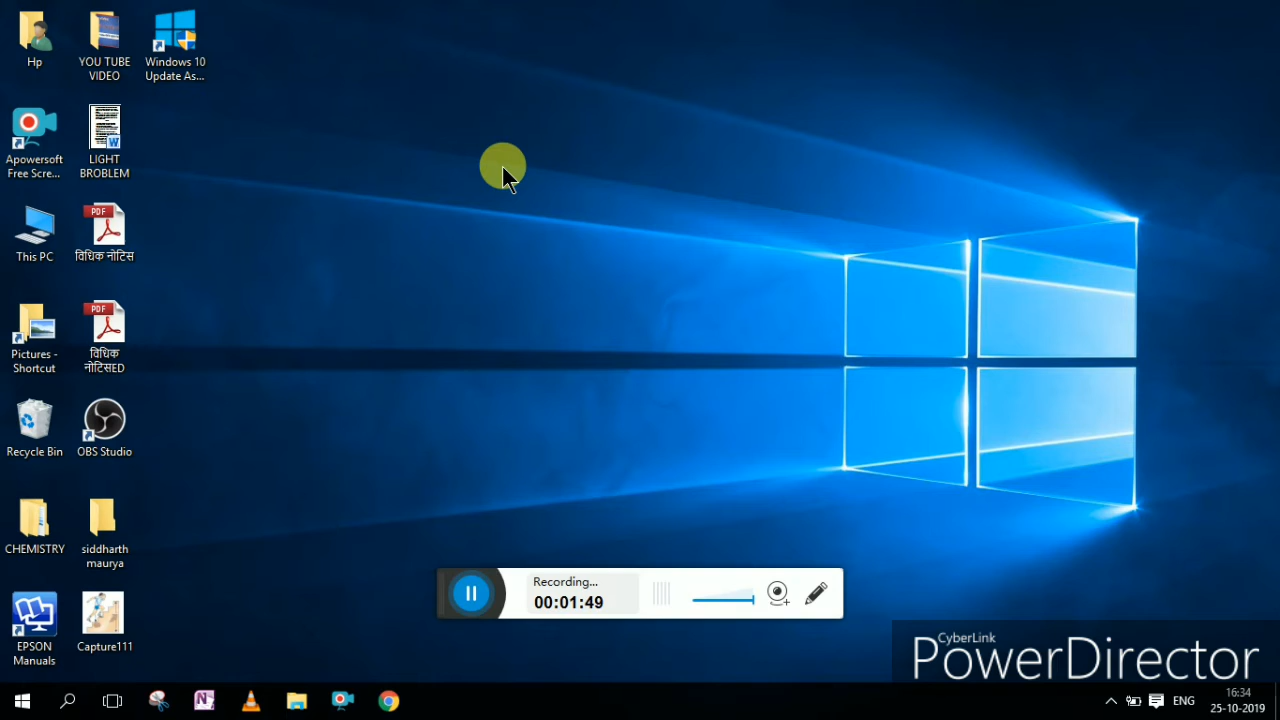 Hp
YOU TUBE
VIDEO
Windows 10
Update As...
Apowersoft
Free Scre...
LIGHT
BROBLEM
This PC
PDF
विधिक नोटिस
Pictures -
Shortcut
PDF
विधिक
नोटिसED
Recycle Bin
OBS Studio
CHEMISTRY
siddharth
maurya
EPSON
Manuals
Capture111
Recording...
00:01:49
CyberLink
PowerDirector
ENG
16:34
25-10-2019